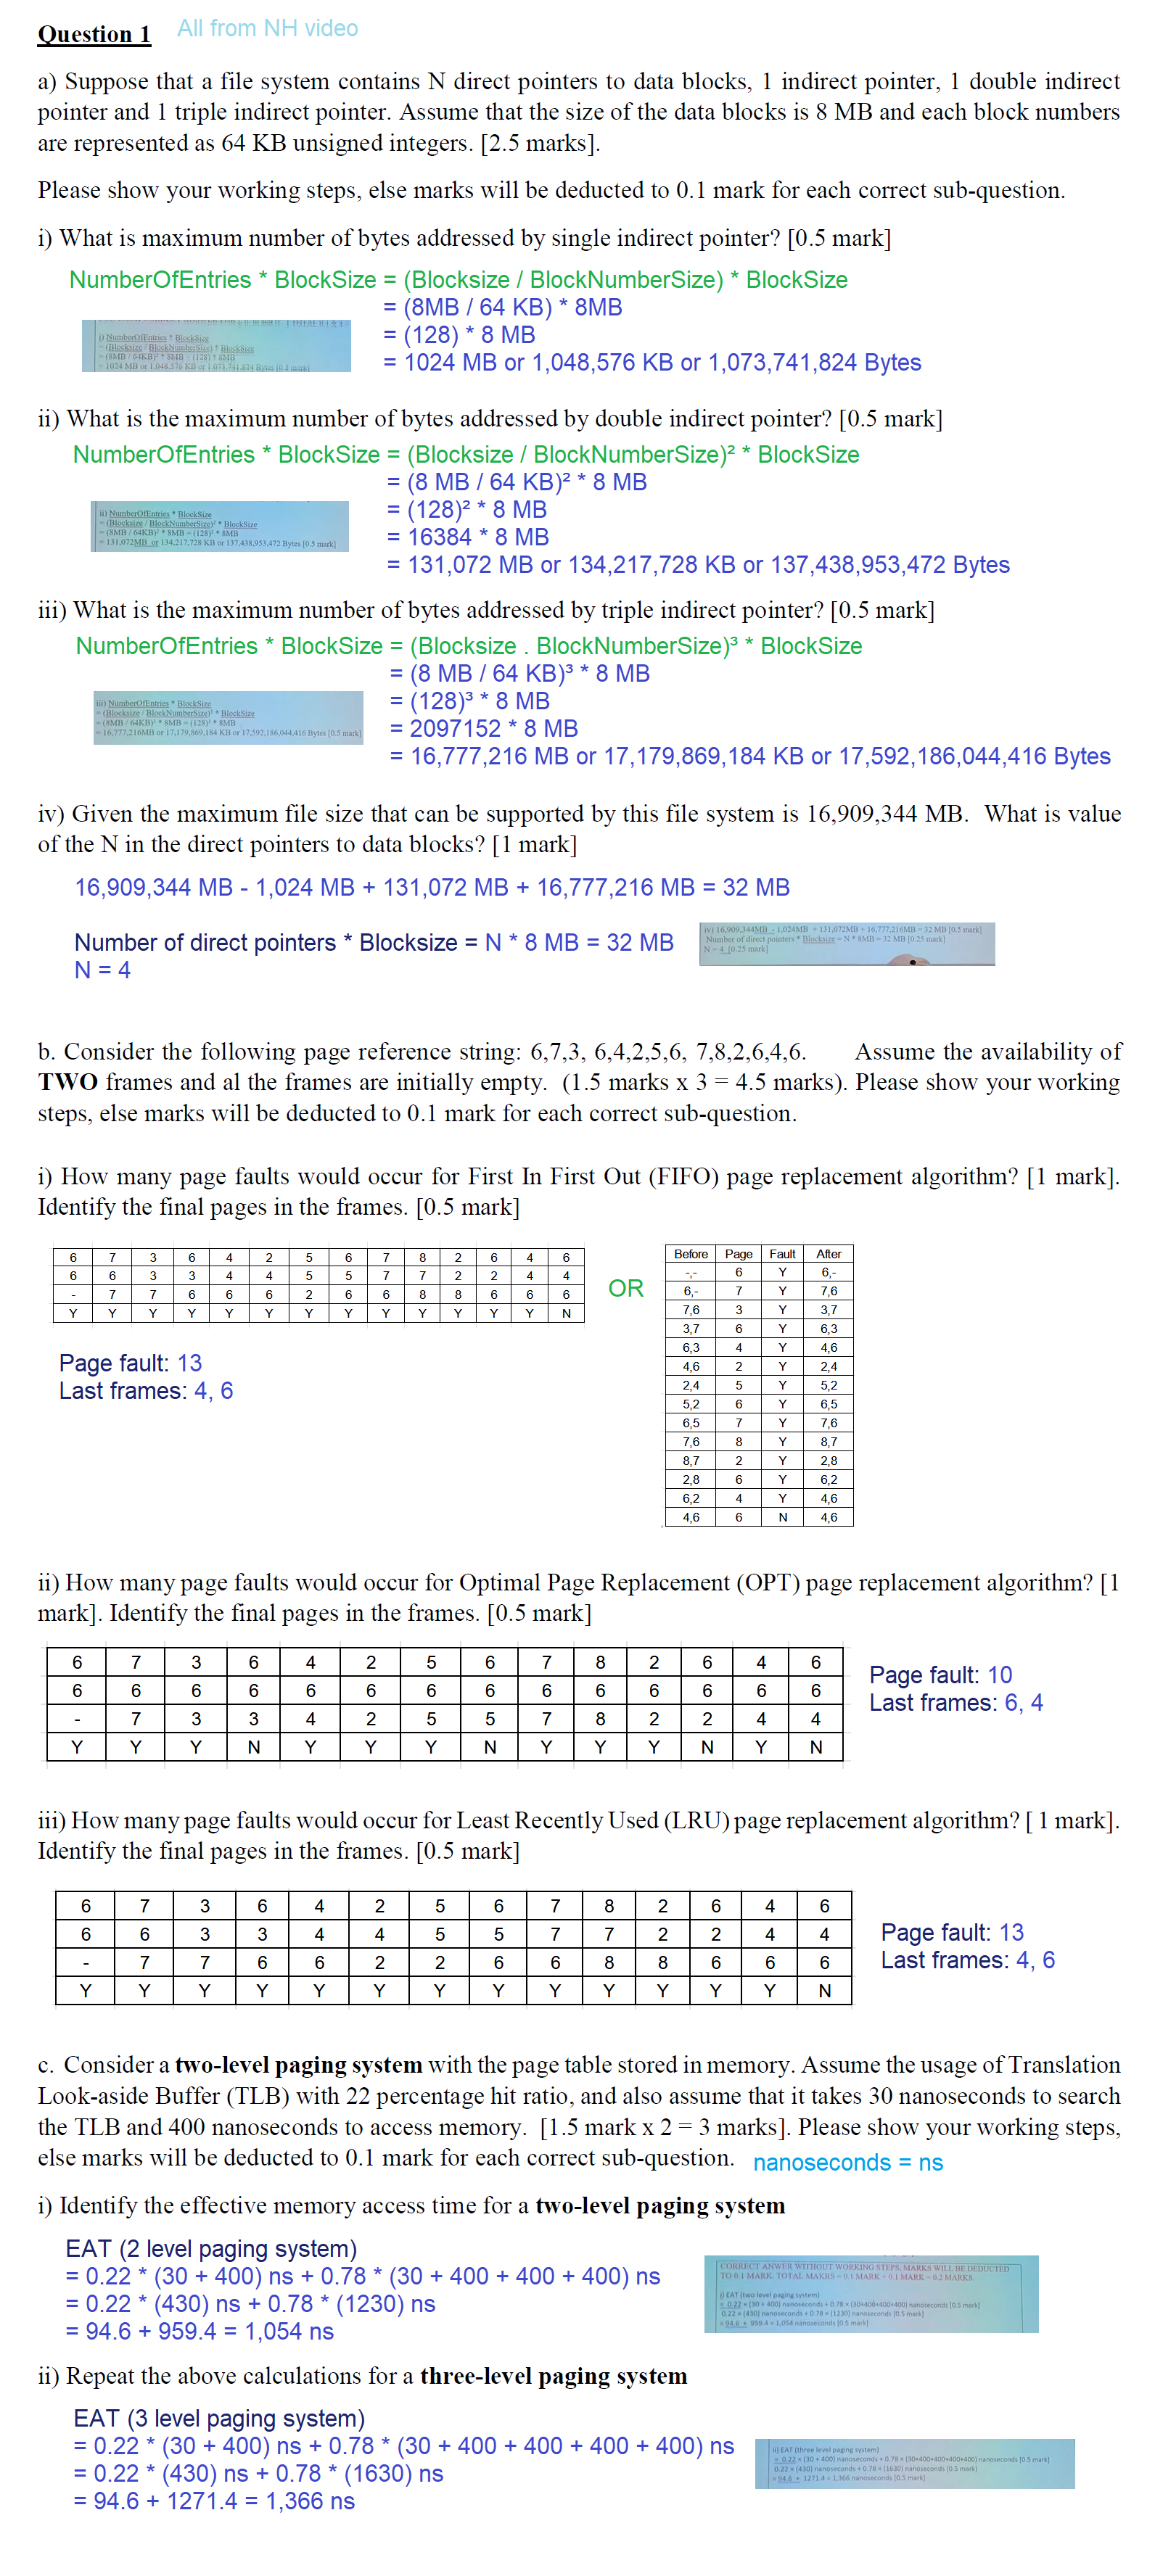 Question 1 All from NH video
a) Suppose that a file system contains N direct pointers to data blocks, 1 indirect pointer, 1 double indirect
pointer and 1 triple indirect pointer. Assume that the size of the data blocks is 8 MB and each block numbers
are represented as 64 KB unsigned integers. [2.5 marks].
Please show your working steps, else marks will be deducted to 0.1 mark for each correct sub-question.
i) What is maximum number of bytes addressed by single indirect pointer? [0.5 mark]
NumberOfEntries * BlockSize = (Blocksize / BlockNumberSize) * BlockSize
= (8MB / 64 KB) * 8MB
= (128) * 8 MB
= 1024 MB or 1,048,576 KB or 1,073,741,824 Bytes
i) NumberOfEntries * BlockSize
= (Blocksize / BlockNumberSize) * BlockSize
= (8MB / 64KB) * 8MB = (128) * 8MB
= 1024 MB or 1,048,576 KB or 1,073,741,824 Bytes [0.5 mark]
ii) What is the maximum number of bytes addressed by double indirect pointer? [0.5 mark]
NumberOfEntries * BlockSize = (Blocksize / BlockNumberSize)² * BlockSize
= (8 MB / 64 KB)² * 8 MB
= (128)² * 8 MB
= 16384 * 8 MB
= 131,072 MB or 134,217,728 KB or 137,438,953,472 Bytes
ii) NumberOfEntries * BlockSize
= (Blocksize / BlockNumberSize)² * BlockSize
= (8MB / 64KB)² * 8MB = (128)² * 8MB
= 131,072MB or 134,217,728 KB or 137,438,953,472 Bytes [0.5 mark]
iii) What is the maximum number of bytes addressed by triple indirect pointer? [0.5 mark]
NumberOfEntries * BlockSize = (Blocksize . BlockNumberSize)³ * BlockSize
= (8 MB / 64 KB)³ * 8 MB
= (128)³ * 8 MB
= 2097152 * 8 MB
= 16,777,216 MB or 17,179,869,184 KB or 17,592,186,044,416 Bytes
iii) NumberOfEntries * BlockSize
= (Blocksize / BlockNumberSize)³ * BlockSize
= (8MB / 64KB)³ * 8MB = (128)³ * 8MB
= 16,777,216MB or 17,179,869,184 KB or 17,592,186,044,416 Bytes [0.5 mark]
iv) Given the maximum file size that can be supported by this file system is 16,909,344 MB. What is value
of the N in the direct pointers to data blocks? [1 mark]
16,909,344 MB - 1,024 MB + 131,072 MB + 16,777,216 MB = 32 MB
Number of direct pointers * Blocksize = N * 8 MB = 32 MB
N = 4
iv) 16,909,344MB - 1,024MB + 131,072MB + 16,777,216MB = 32 MB [0.5 mark]
Number of direct pointers * Blocksize = N * 8MB = 32 MB [0.25 mark]
N = 4 [0.25 mark]
b. Consider the following page reference string: 6,7,3, 6,4,2,5,6, 7,8,2,6,4,6. Assume the availability of
TWO frames and al the frames are initially empty. (1.5 marks x 3 = 4.5 marks). Please show your working
steps, else marks will be deducted to 0.1 mark for each correct sub-question.
i) How many page faults would occur for First In First Out (FIFO) page replacement algorithm? [1 mark].
Identify the final pages in the frames. [0.5 mark]
6 7 3 6 4 2 5 6 7 8 2 6 4 6
6 6 3 3 4 4 5 5 7 7 2 2 4 4
- 7 7 6 6 6 2 6 6 8 8 6 6 6
Y Y Y Y Y Y Y Y Y Y Y Y Y N
Page fault: 13
Last frames: 4, 6
OR
Before Page Fault After
-,- 6 Y 6,-
6,- 7 Y 7,6
7,6 3 Y 3,7
3,7 6 Y 6,3
6,3 4 Y 4,6
4,6 2 Y 2,4
2,4 5 Y 5,2
5,2 6 Y 6,5
6,5 7 Y 7,6
7,6 8 Y 8,7
8,7 2 Y 2,8
2,8 6 Y 6,2
6,2 4 Y 4,6
4,6 6 N 4,6
ii) How many page faults would occur for Optimal Page Replacement (OPT) page replacement algorithm? [1
mark]. Identify the final pages in the frames. [0.5 mark]
6 7 3 6 4 2 5 6 7 8 2 6 4 6
6 6 6 6 6 6 6 6 6 6 6 6 6 6
- 7 3 3 4 2 5 5 7 8 2 2 4 4
Y Y Y N Y Y Y N Y Y Y N Y N
Page fault: 10
Last frames: 6, 4
iii) How many page faults would occur for Least Recently Used (LRU) page replacement algorithm? [ 1 mark].
Identify the final pages in the frames. [0.5 mark]
6 7 3 6 4 2 5 6 7 8 2 6 4 6
6 6 3 3 4 4 5 5 7 7 2 2 4 4
- 7 7 6 6 2 2 6 6 8 8 6 6 6
Y Y Y Y Y Y Y Y Y Y Y Y Y N
Page fault: 13
Last frames: 4, 6
c. Consider a two-level paging system with the page table stored in memory. Assume the usage of Translation
Look-aside Buffer (TLB) with 22 percentage hit ratio, and also assume that it takes 30 nanoseconds to search
the TLB and 400 nanoseconds to access memory. [1.5 mark x 2 = 3 marks]. Please show your working steps,
else marks will be deducted to 0.1 mark for each correct sub-question. nanoseconds = ns
i) Identify the effective memory access time for a two-level paging system
EAT (2 level paging system)
= 0.22 * (30 + 400) ns + 0.78 * (30 + 400 + 400 + 400) ns
= 0.22 * (430) ns + 0.78 * (1230) ns
= 94.6 + 959.4 = 1,054 ns
CORRECT ANWER WITHOUT WORKING STEPS, MARKS WILL BE DEDUCTED
TO 0.1 MARK. TOTAL MAKRS = 0.1 MARK + 0.1 MARK = 0.2 MARKS
i) EAT (two level paging system)
= 0.22 × (30 + 400) nanoseconds + 0.78 × (30+400+400+400) nanoseconds [0.5 mark]
0.22 × (430) nanoseconds + 0.78 × (1230) nanoseconds [0.5 mark]
= 94.6 + 959.4 = 1,054 nanoseconds [0.5 mark]
ii) Repeat the above calculations for a three-level paging system
EAT (3 level paging system)
= 0.22 * (30 + 400) ns + 0.78 * (30 + 400 + 400 + 400 + 400) ns
= 0.22 * (430) ns + 0.78 * (1630) ns
= 94.6 + 1271.4 = 1,366 ns
ii) EAT (three level paging system)
= 0.22 × (30 + 400) nanoseconds + 0.78 × (30+400+400+400+400) nanoseconds [0.5 mark]
0.22 × (430) nanoseconds + 0.78 × (1630) nanoseconds [0.5 mark]
= 94.6 + 1271.4 = 1,366 nanoseconds [0.5 mark]